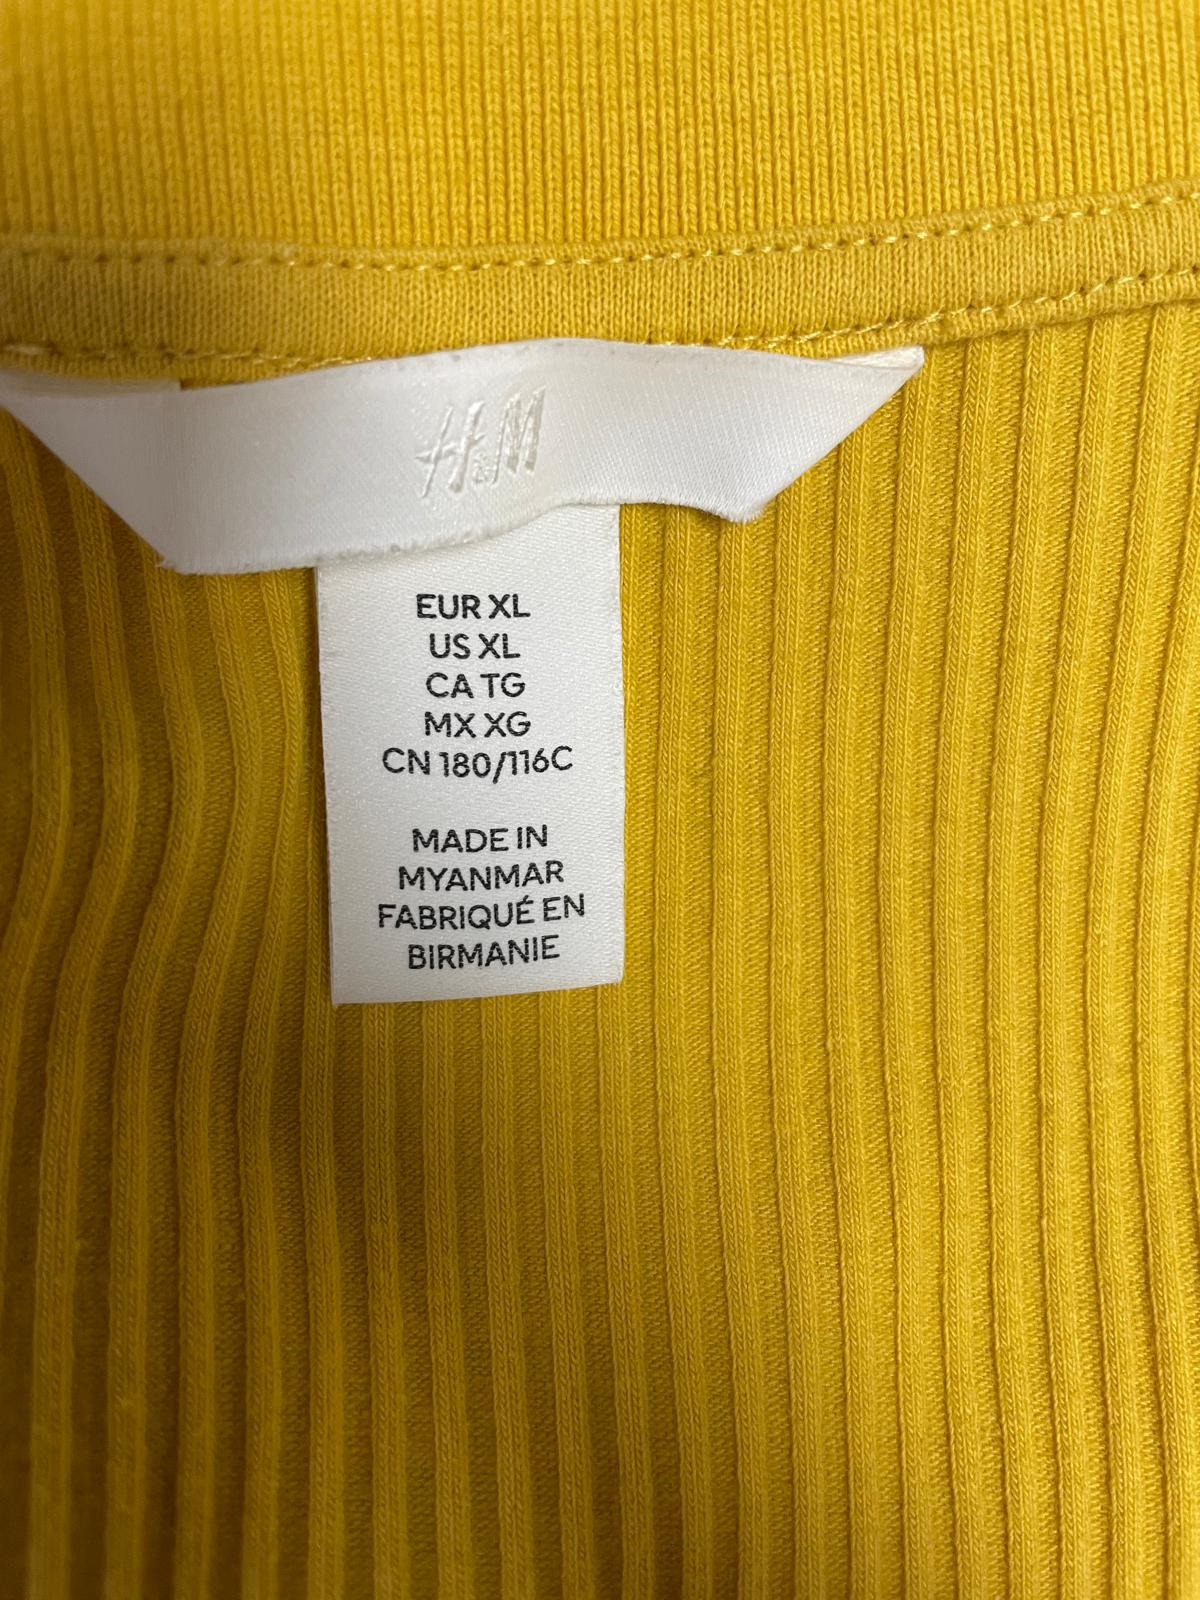 H&M
EUR XL
US XL
CA TG
MX XG
CN 180/116C
MADE IN
MYANMAR
FABRIQUÉ EN
BIRMANIE